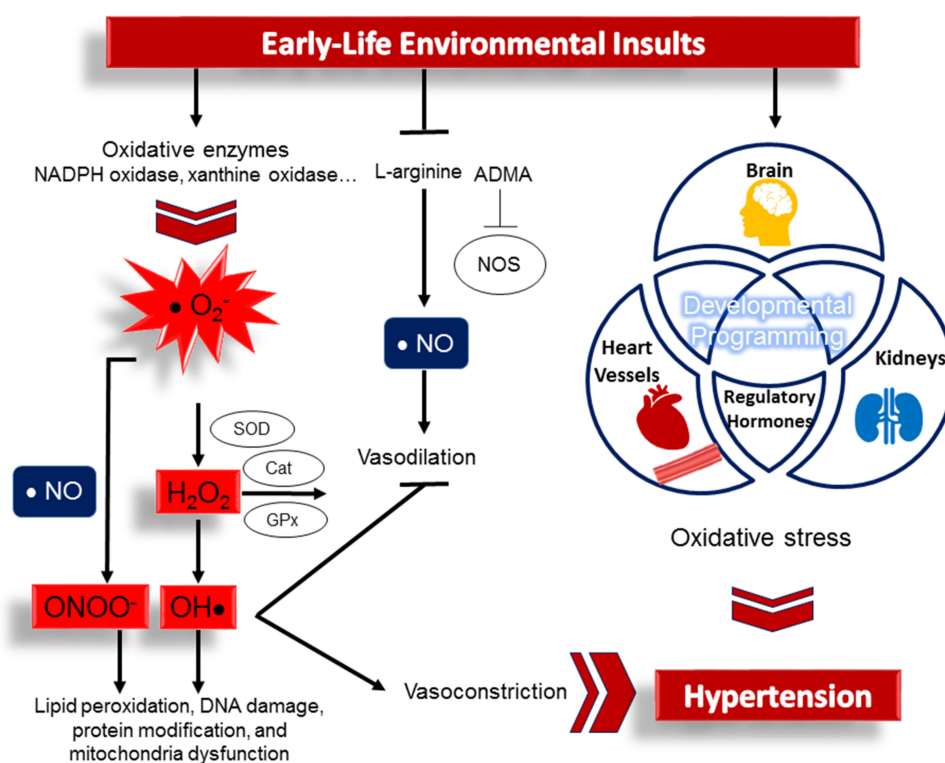 Early-Life Environmental Insults
Oxidative enzymes
NADPH oxidase, xanthine oxidase…
• O₂⁻
• NO
SOD
H₂O₂
Cat
GPx
ONOO⁻
OH•
Lipid peroxidation, DNA damage,
protein modification, and
mitochondria dysfunction
L-arginine
ADMA
NOS
• NO
Vasodilation
Vasoconstriction
Brain
Developmental
Programming
Heart
Vessels
Kidneys
Regulatory
Hormones
Oxidative stress
Hypertension